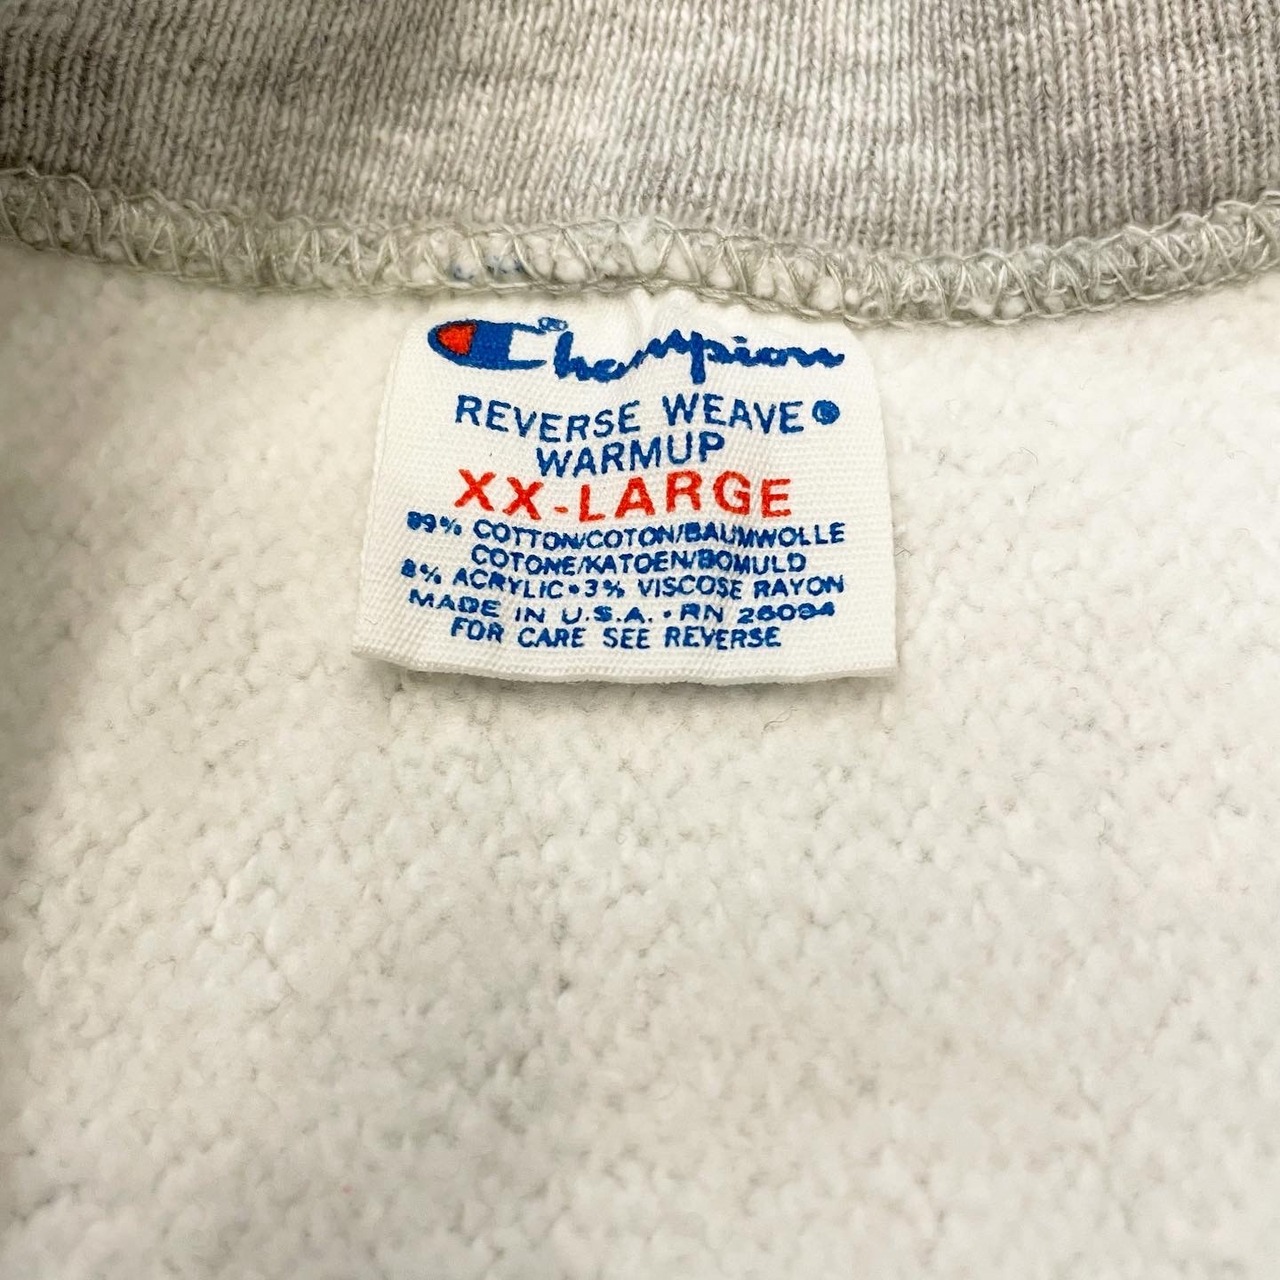 Champion
REVERSE WEAVE®
WARMUP
XX-LARGE
89% COTTON/COTON/BAUMWOLLE
COTONE/KATOEN/BOMULD
8% ACRYLIC•3% VISCOSE RAYON
MADE IN U.S.A. • RN 26094
FOR CARE SEE REVERSE